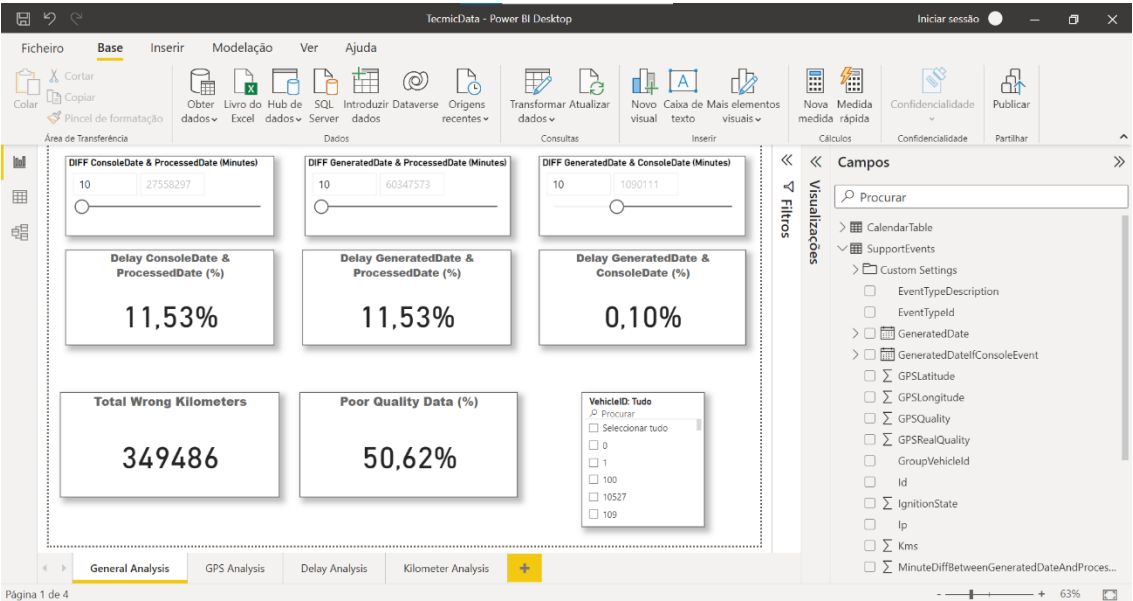 TecmicData - Power BI Desktop
Iniciar sessão
Ficheiro Base Inserir Modelação Ver Ajuda
Colar
Cortar
Copiar
Pincel de formatação
Área de Transferência
Obter dados
Livro do Excel
Hub de dados
SQL Server
Introduzir dados
Dataverse
Origens recentes
Dados
Transformar dados
Atualizar
Consultas
Novo visual
Caixa de texto
Mais elementos visuais
Inserir
Nova medida
Medida rápida
Cálculos
Confidencialidade
Confidencialidade
Publicar
Partilhar
DIFF ConsoleDate & ProcessedDate (Minutes)
10 27558297
DIFF GeneratedDate & ProcessedDate (Minutes)
10 60347573
DIFF GeneratedDate & ConsoleDate (Minutes)
10 1090111
Delay ConsoleDate &
ProcessedDate (%)
11,53%
Delay GeneratedDate &
ProcessedDate (%)
11,53%
Delay GeneratedDate &
ConsoleDate (%)
0,10%
Total Wrong Kilometers
349486
Poor Quality Data (%)
50,62%
VehicleID: Tudo
Procurar
Seleccionar tudo
0
1
100
10527
109
Filtros
Visualizações
Campos
Procurar
CalendarTable
SupportEvents
Custom Settings
EventTypeDescription
EventTypeId
GeneratedDate
GeneratedDateIfConsoleEvent
GPSLatitude
GPSLongitude
GPSQuality
GPSRealQuality
GroupVehicleId
Id
IgnitionState
Ip
Kms
MinuteDiffBetweenGeneratedDateAndProces...
General Analysis GPS Analysis Delay Analysis Kilometer Analysis +
Página 1 de 4
- + 63%